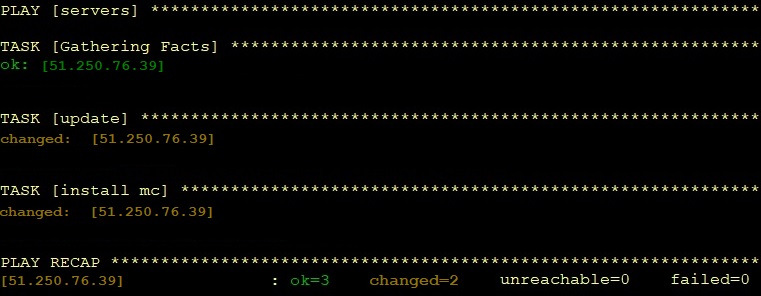 PLAY [servers] **************************************************************
TASK [Gathering Facts] *****************************************************
ok: [51.250.76.39]
TASK [update] **************************************************************
changed: [51.250.76.39]
TASK [install mc] **********************************************************
changed: [51.250.76.39]
PLAY RECAP *****************************************************************
[51.250.76.39] : ok=3 changed=2 unreachable=0 failed=0